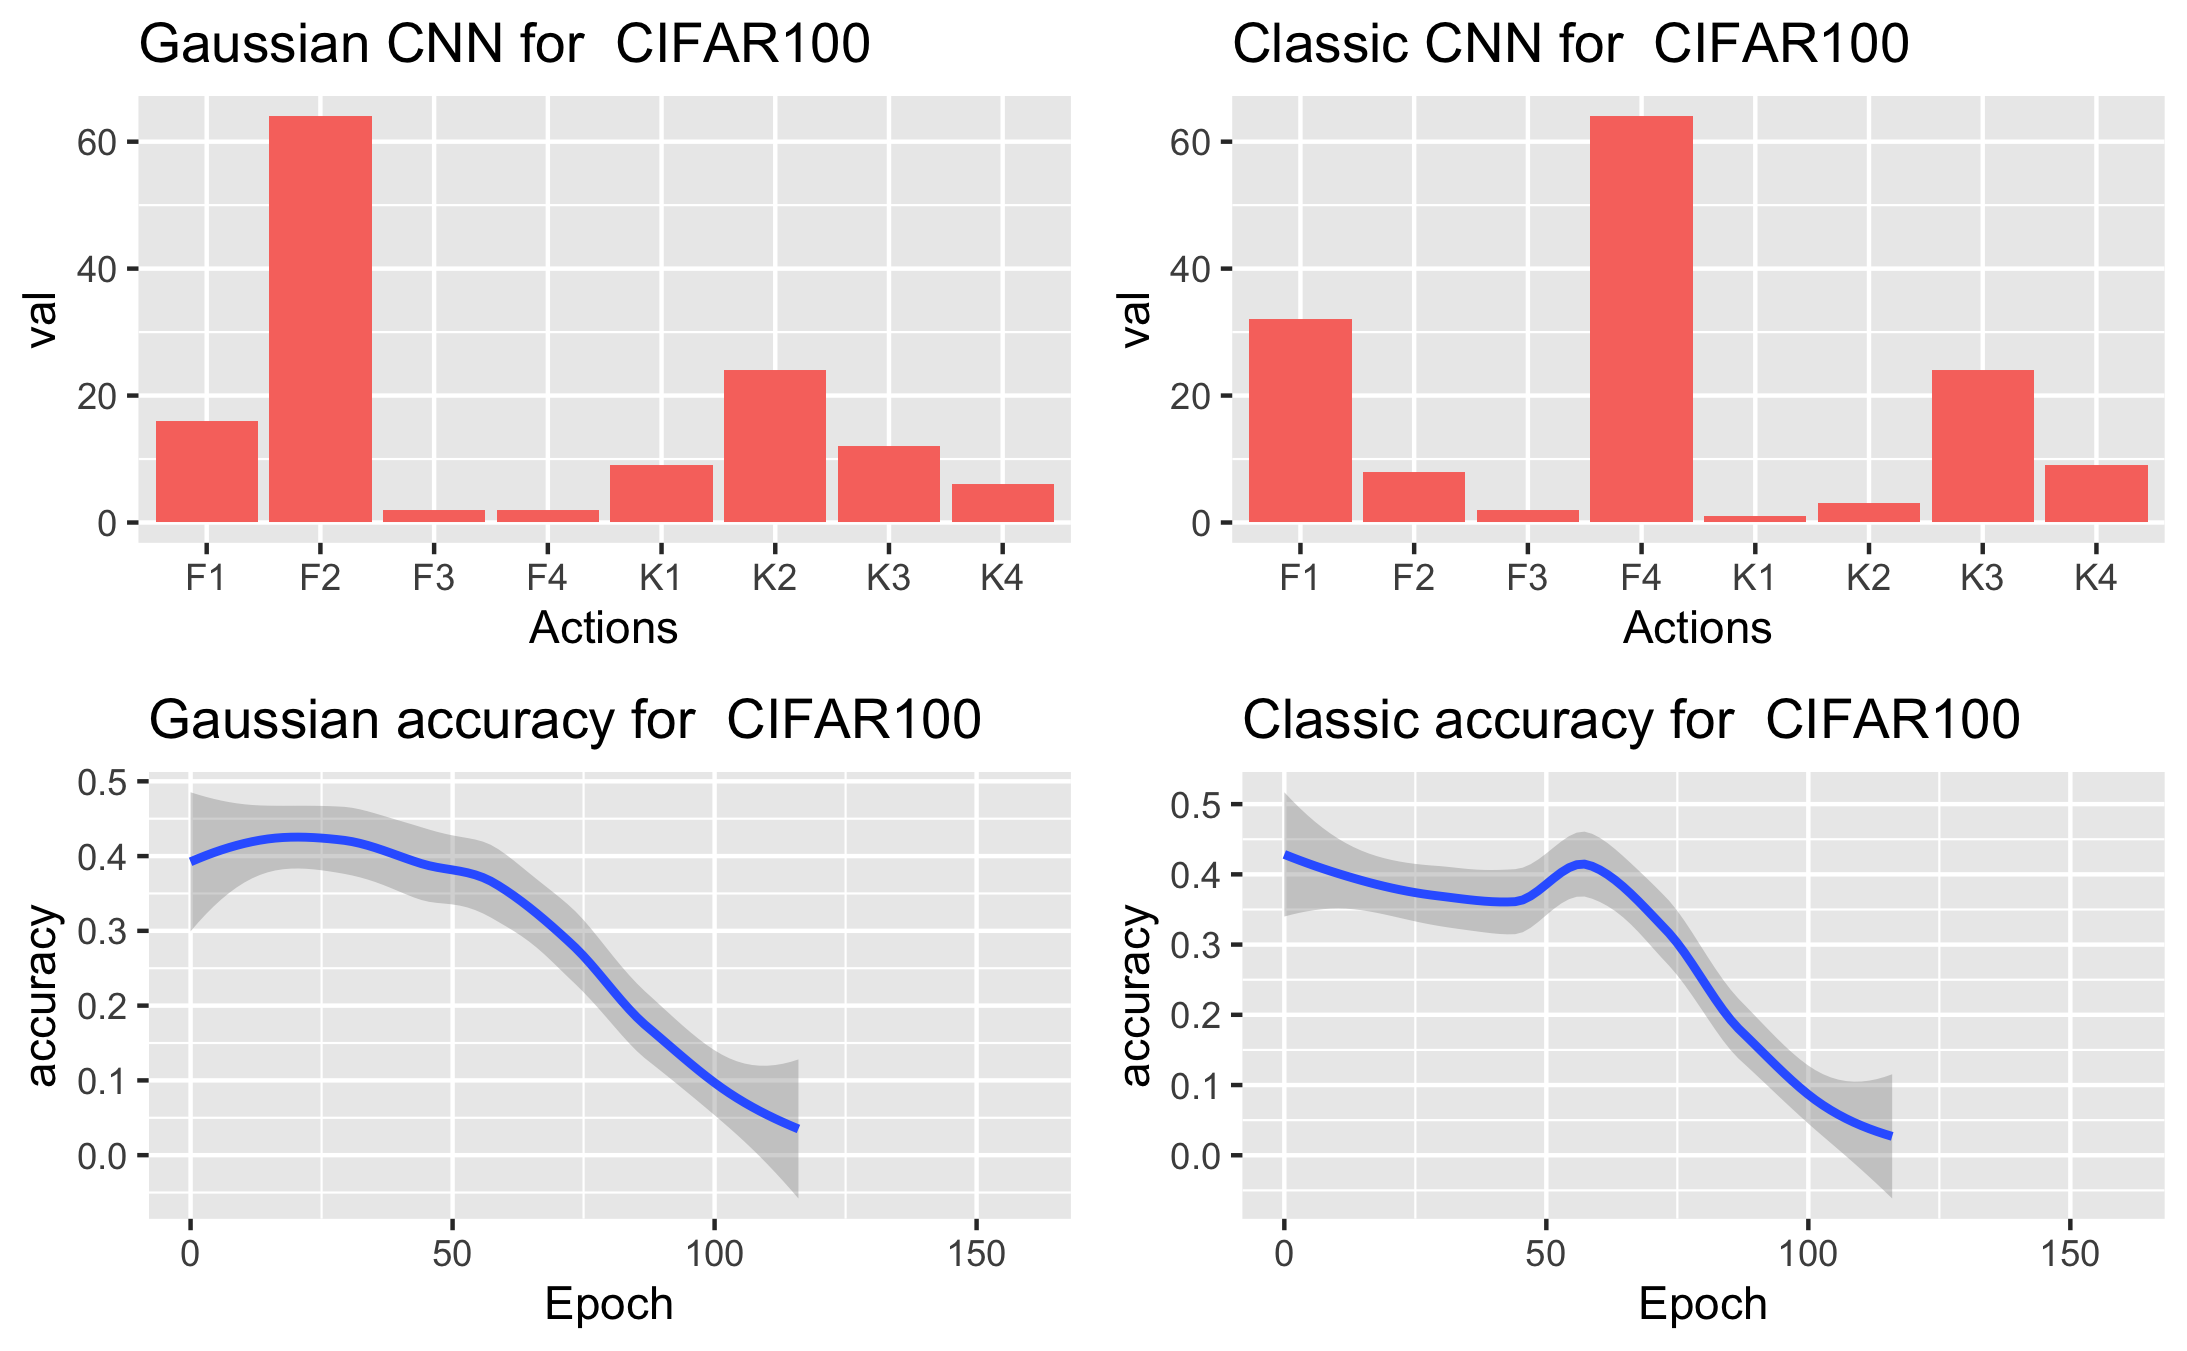 Gaussian CNN for  CIFAR100
60
40
20
0
val
F1 F2 F3 F4 K1 K2 K3 K4
Actions
Classic CNN for  CIFAR100
60
40
20
0
val
F1 F2 F3 F4 K1 K2 K3 K4
Actions
Gaussian accuracy for  CIFAR100
0.5
0.4
0.3
0.2
0.1
0.0
accuracy
0 50 100 150
Epoch
Classic accuracy for  CIFAR100
0.5
0.4
0.3
0.2
0.1
0.0
accuracy
0 50 100 150
Epoch